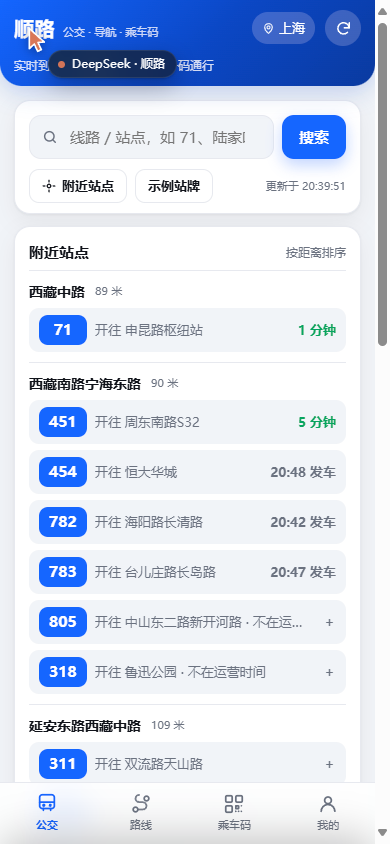 顺路 公交 · 导航 · 乘车码 上海
实时到 DeepSeek · 顺路 码通行
线路 / 站点，如 71、陆家 搜索
附近站点 示例站牌 更新于 20:39:51
附近站点 按距离排序
西藏中路 89 米
71 开往 申昆路枢纽站 1 分钟
西藏南路宁海东路 90 米
451 开往 周东南路S32 5 分钟
454 开往 恒大华城 20:48 发车
782 开往 海阳路长清路 20:42 发车
783 开往 台儿庄路长岛路 20:47 发车
805 开往 中山东二路新开河路 · 不在运... +
318 开往 鲁迅公园 · 不在运营时间 +
延安东路西藏中路 109 米
311 开往 双流路天山路 +
公交 路线 乘车码 我的